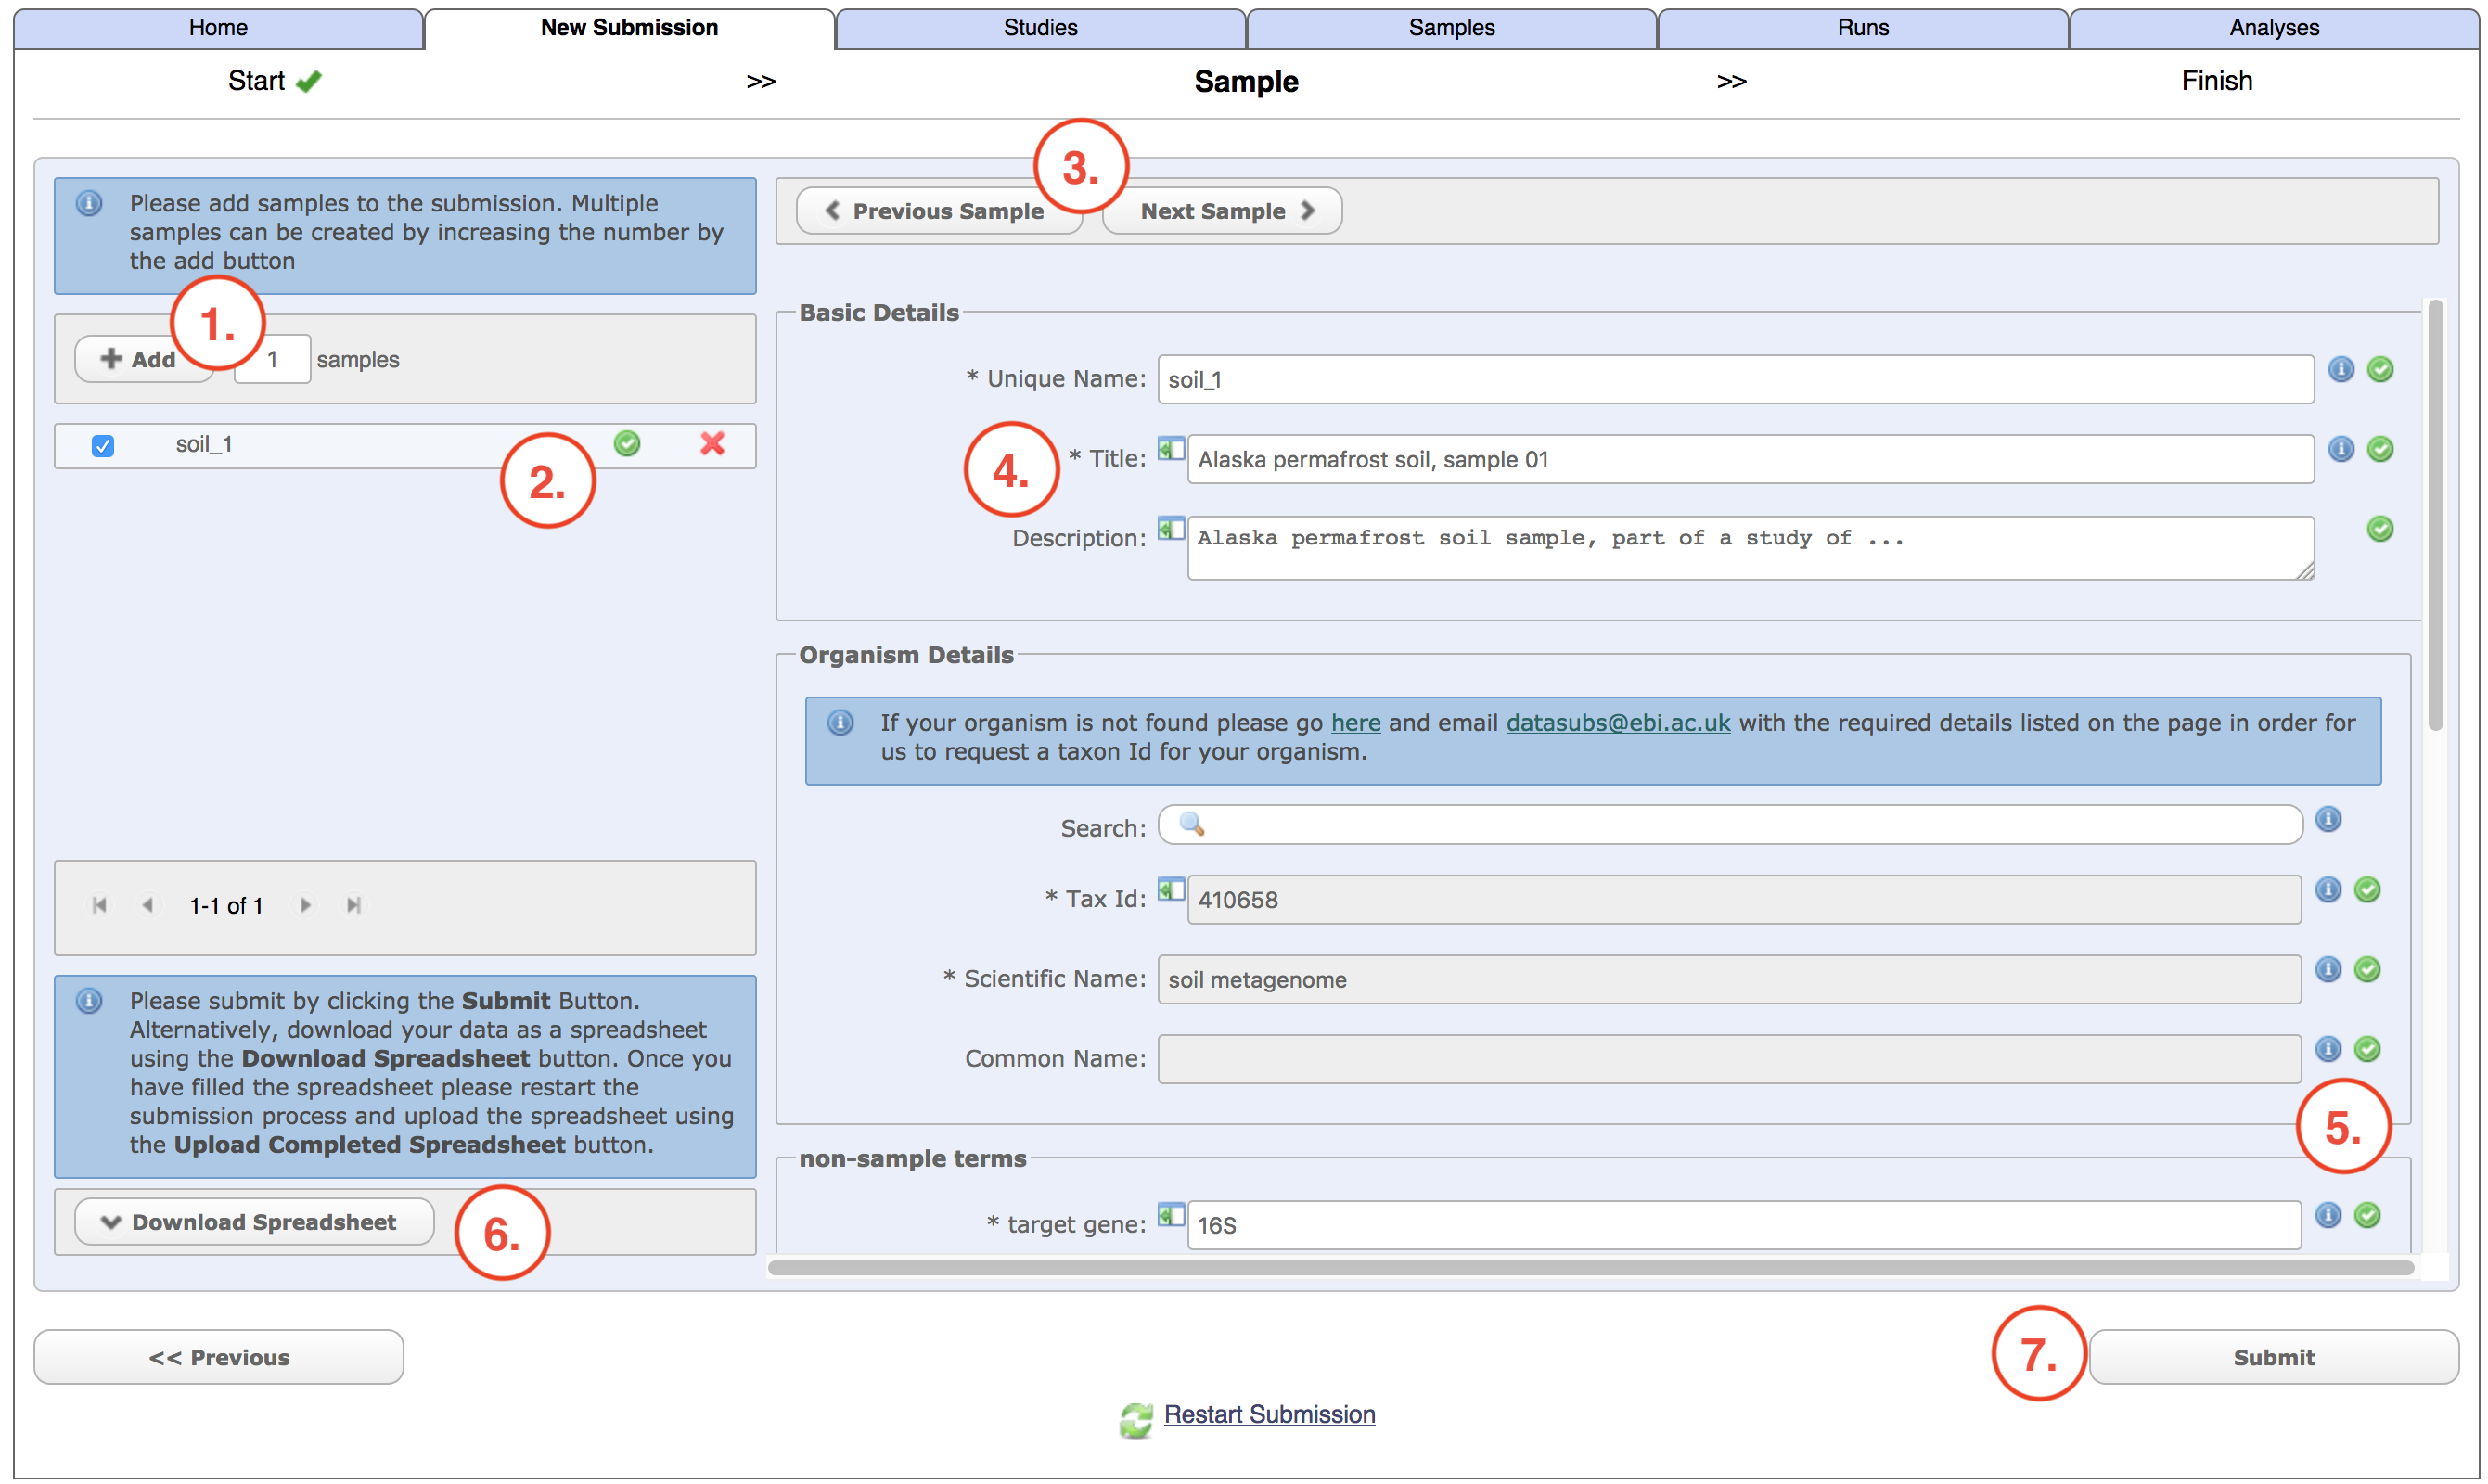 Home
New Submission
Studies
Samples
Runs
Analyses
Start
>>
Sample
>>
Finish
Please add samples to the submission. Multiple
samples can be created by increasing the number by
the add button
1.
Add
1
samples
soil_1
2.
1-1 of 1
Please submit by clicking the Submit Button.
Alternatively, download your data as a spreadsheet
using the Download Spreadsheet button. Once you
have filled the spreadsheet please restart the
submission process and upload the spreadsheet using
the Upload Completed Spreadsheet button.
Download Spreadsheet
6.
3.
Previous Sample
Next Sample
Basic Details
* Unique Name:
soil_1
4.
* Title:
Alaska permafrost soil, sample 01
Description:
Alaska permafrost soil sample, part of a study of ...
Organism Details
If your organism is not found please go here and email datasubs@ebi.ac.uk with the required details listed on the page in order for
us to request a taxon Id for your organism.
Search:
* Tax Id:
410658
* Scientific Name:
soil metagenome
Common Name:
5.
non-sample terms
* target gene:
16S
<< Previous
7.
Submit
Restart Submission